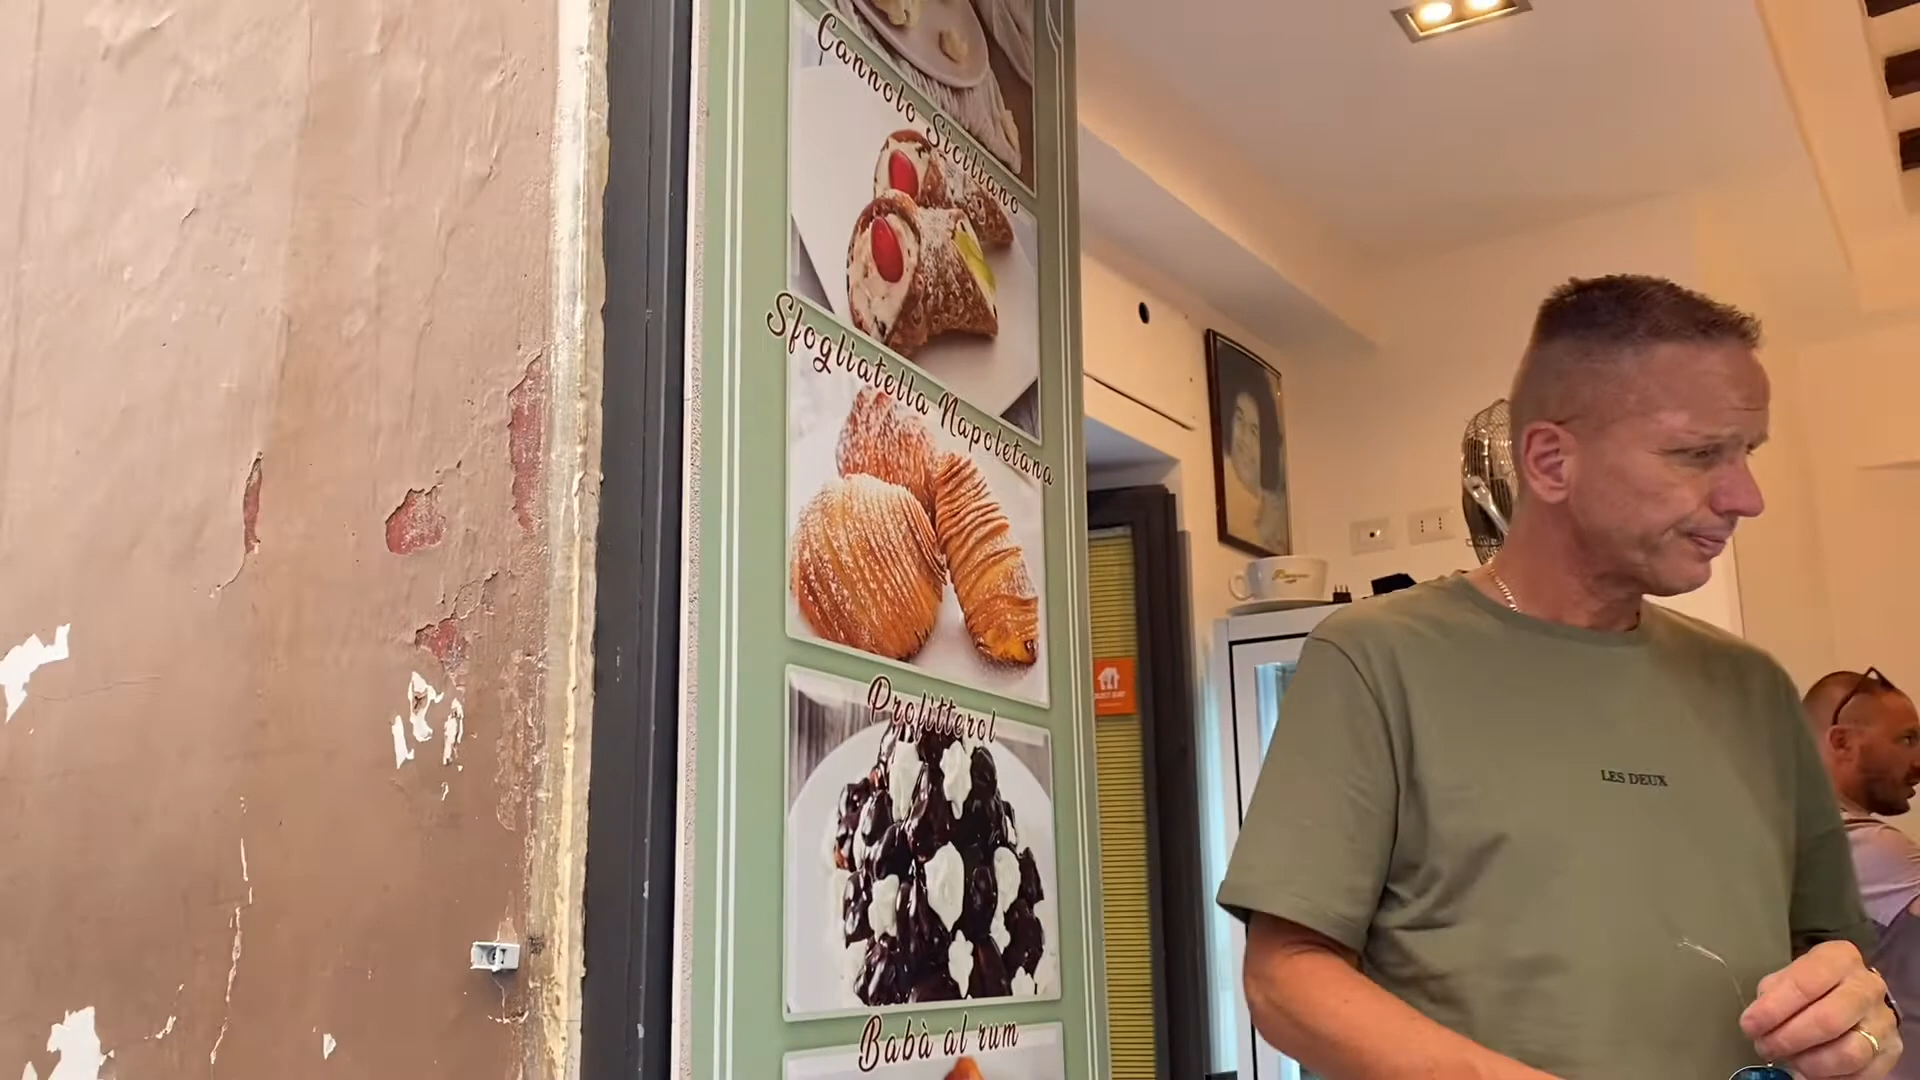 Cannolo Siciliano
Sfogliatella Napoletana
Profitterol
Babà al rum
LES DEUX